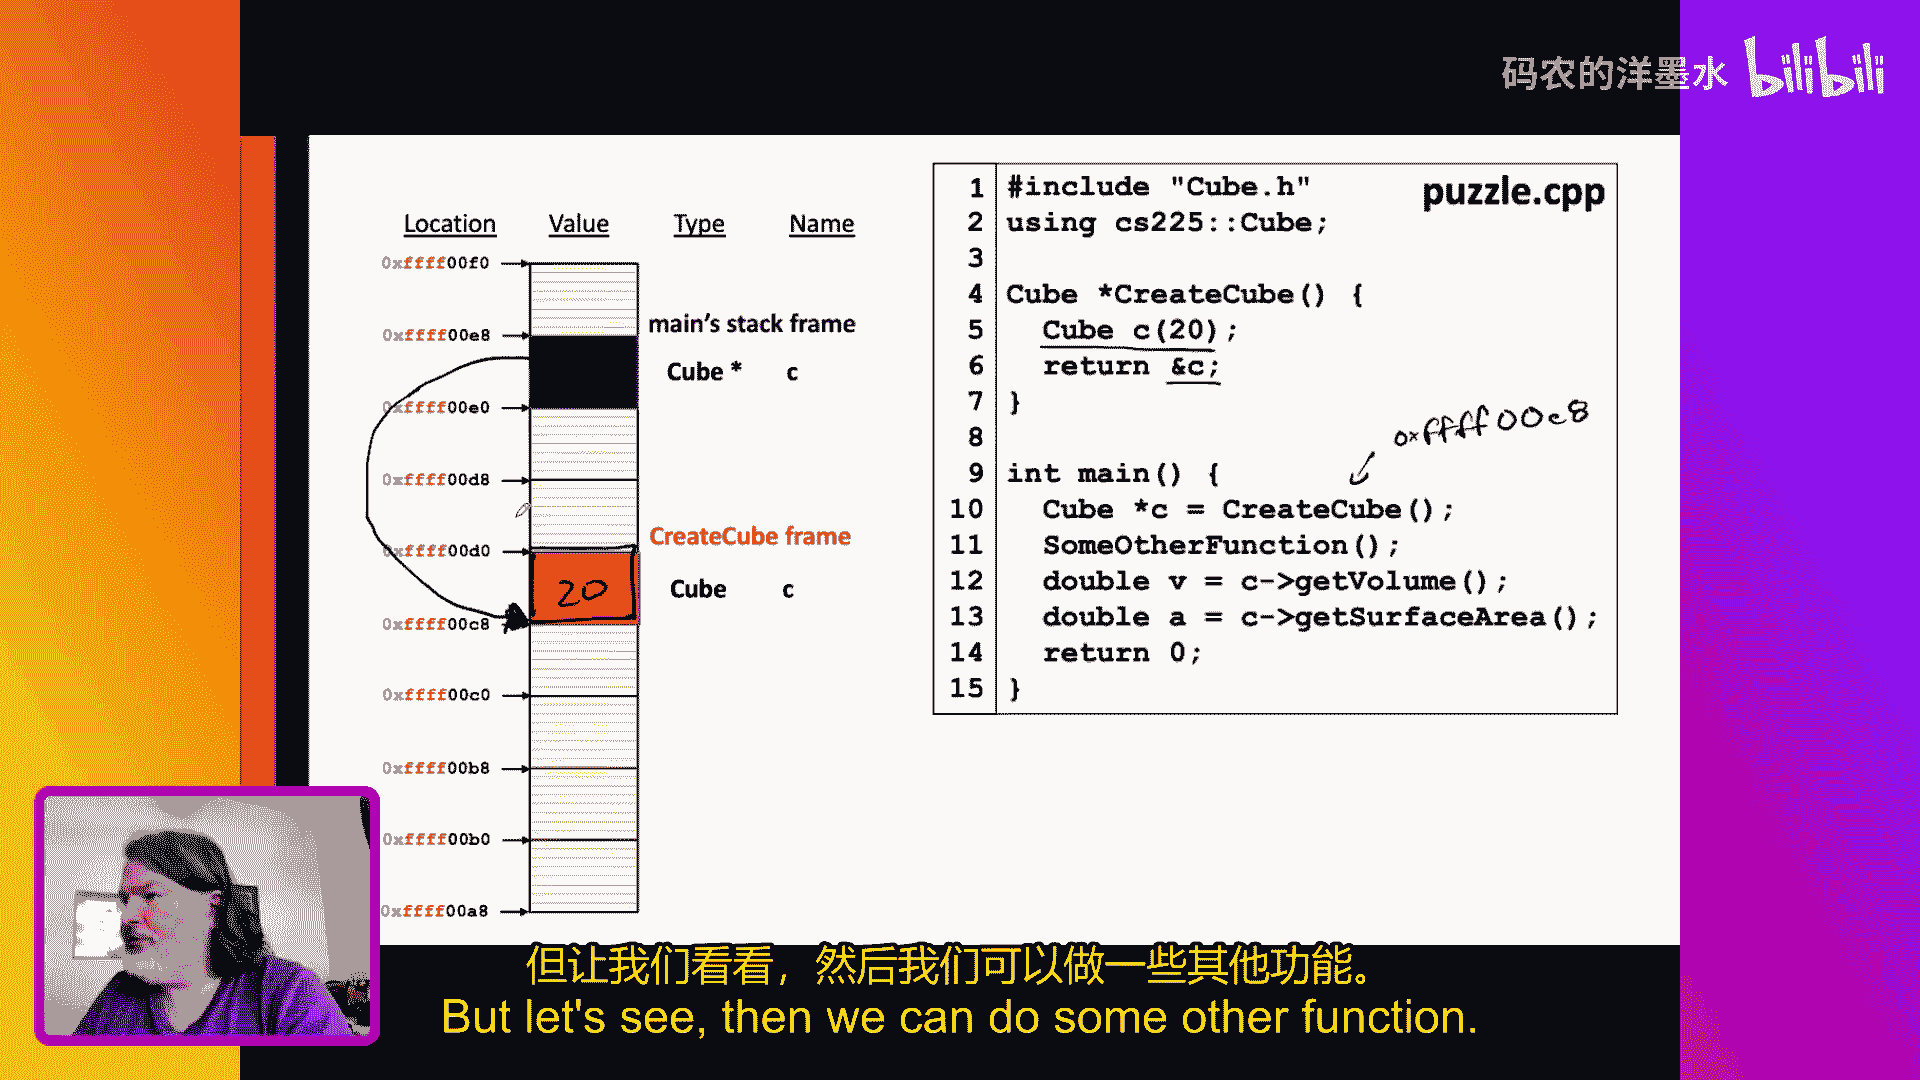 码农的洋墨水 bilibili
Location Value Type Name
0xffff00f0
main's stack frame
0xffff00e8
Cube * c
0xffff00e0
0xffff00d8
CreateCube frame
0xffff00d0
20
Cube c
0xffff00c8
0xffff00c0
0xffff00b8
0xffff00b0
0xffff00a8
puzzle.cpp
1 #include "Cube.h"
2 using cs225::Cube;
3
4 Cube *CreateCube() {
5 Cube c(20);
6 return &c;
7 }
8
0xffff00c8
9 int main() {
10 Cube *c = CreateCube();
11 SomeOtherFunction();
12 double v = c->getVolume();
13 double a = c->getSurfaceArea();
14 return 0;
15 }
但让我们看看，然后我们可以做一些其他功能。
But let's see, then we can do some other function.